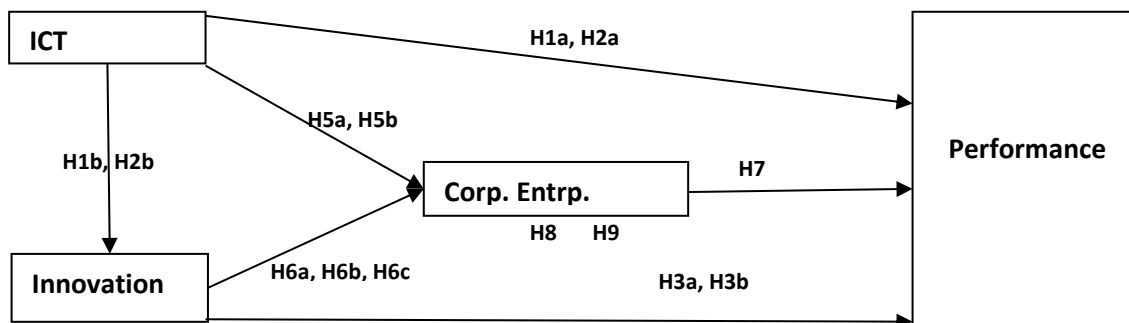 ICT
H1a, H2a
H5a, H5b
H1b, H2b
Performance
H7
Corp. Entrp.
H8 H9
H6a, H6b, H6c
Innovation
H3a, H3b